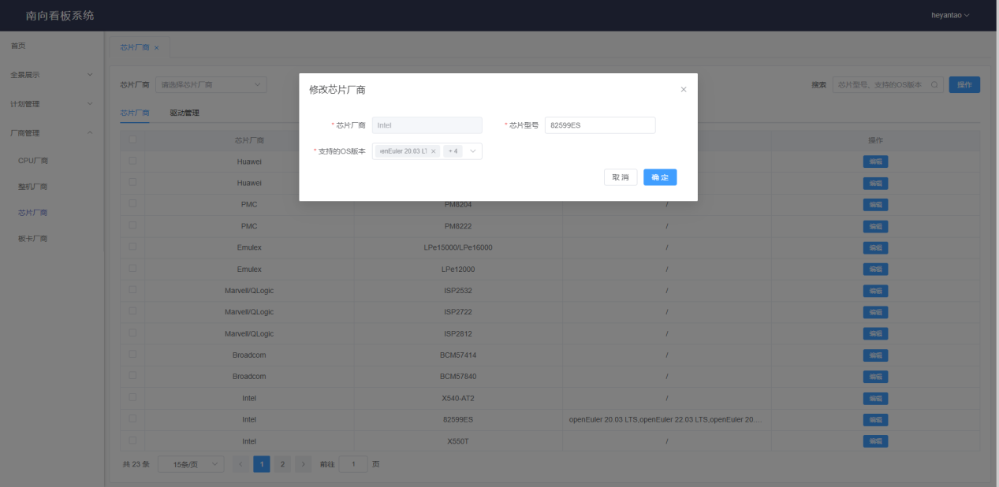 南向看板系统
heyantao
首页
全景展示
计划管理
厂商管理
CPU厂商
整机厂商
芯片厂商
板卡厂商
芯片厂商 ×
芯片厂商 请选择芯片厂商
搜索 芯片型号、支持的OS版本 操作
芯片厂商 驱动管理
修改芯片厂商 ×
* 芯片厂商 Intel * 芯片型号 82599ES
* 支持的OS版本 enEuler 20.03 LT × + 4
取消 确定
芯片厂商 操作
Huawei 编辑
Huawei 编辑
PMC PM8204 / 编辑
PMC PM8222 / 编辑
Emulex LPe15000/LPe16000 / 编辑
Emulex LPe12000 / 编辑
Marvell/QLogic ISP2532 / 编辑
Marvell/QLogic ISP2722 / 编辑
Marvell/QLogic ISP2812 / 编辑
Broadcom BCM57414 / 编辑
Broadcom BCM57840 / 编辑
Intel X540-AT2 / 编辑
Intel 82599ES openEuler 20.03 LTS,openEuler 22.03 LTS,openEuler 20.... 编辑
Intel X550T / 编辑
共 23 条 15条/页 < 1 2 > 前往 1 页